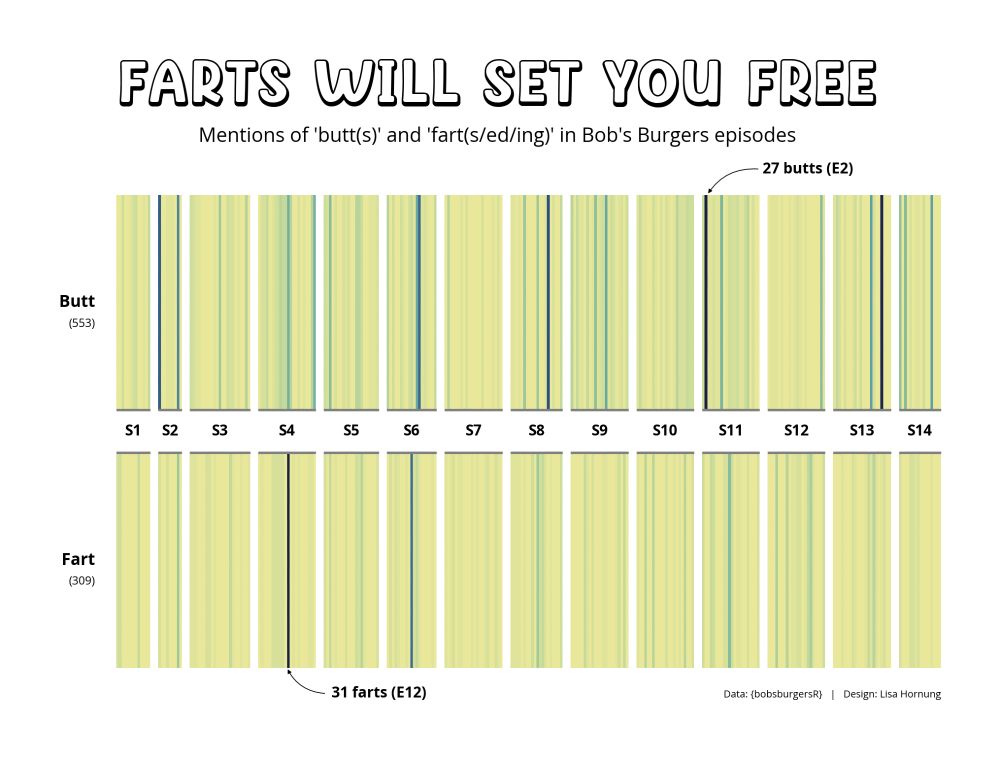 FARTS WILL SET YOU FREE
Mentions of 'butt(s)' and 'fart(s/ed/ing)' in Bob's Burgers episodes
27 butts (E2)
Butt
(553)
S1 S2 S3 S4 S5 S6 S7 S8 S9 S10 S11 S12 S13 S14
Fart
(309)
31 farts (E12)
Data: {bobsburgersR} | Design: Lisa Hornung